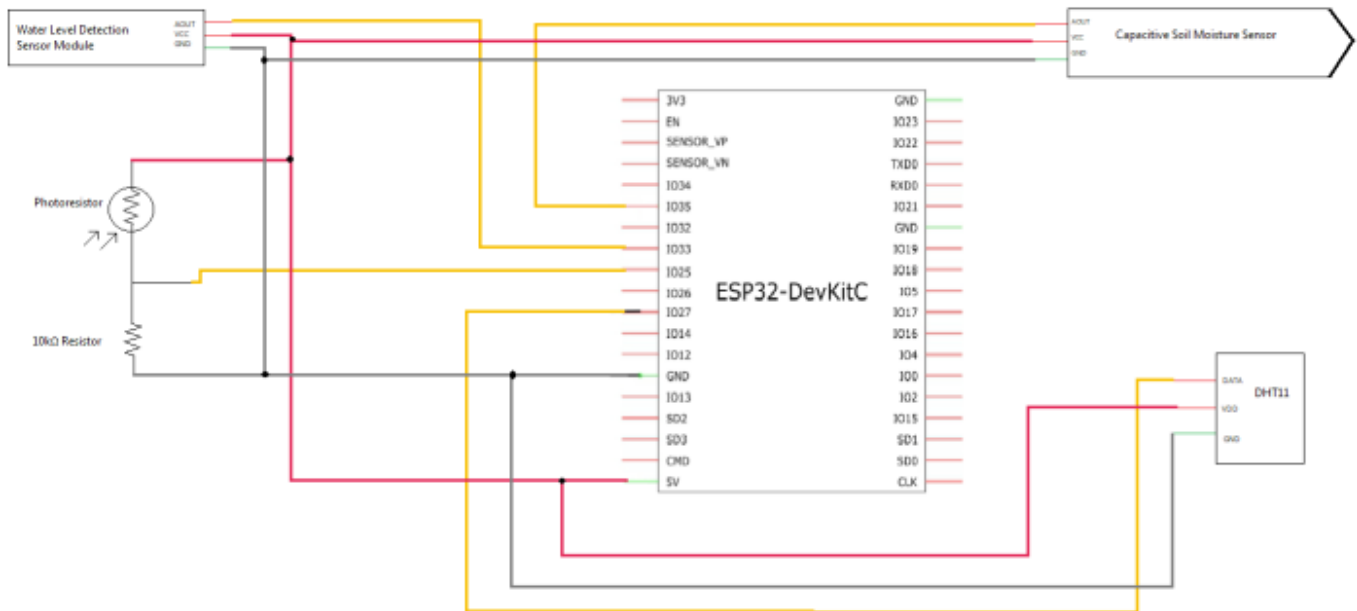 Water Level Detection
Sensor Module
AOUT
VCC
GND
AOUT
VCC
GND
Capacitive Soil Moisture Sensor
Photoresistor
10kΩ Resistor
3V3
EN
SENSOR_VP
SENSOR_VN
IO34
IO35
IO32
IO33
IO25
IO26
IO27
IO14
IO12
GND
IO13
SD2
SD3
CMD
5V
ESP32-DevKitC
GND
IO23
IO22
TXD0
RXD0
IO21
GND
IO19
IO18
IO5
IO17
IO16
IO4
IO0
IO2
IO15
SD1
SD0
CLK
DATA
VDD
GND
DHT11